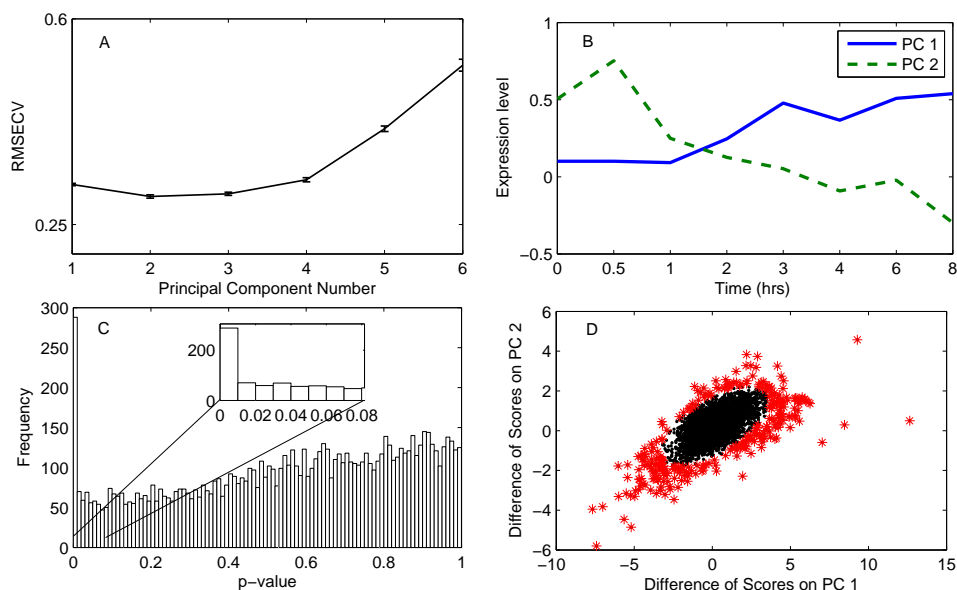 A
0.6
0.25
RMSECV
1 2 3 4 5 6
Principal Component Number
B
PC 1
PC 2
1
0.5
0
−0.5
Expression level
0 0.5 1 2 3 4 6 8
Time (hrs)
C
300
250
200
150
100
50
0
Frequency
200
0
0 0.02 0.04 0.06 0.08
0 0.2 0.4 0.6 0.8 1
p−value
D
6
4
2
0
−2
−4
−6
Difference of Scores on PC 2
−10 −5 0 5 10 15
Difference of Scores on PC 1